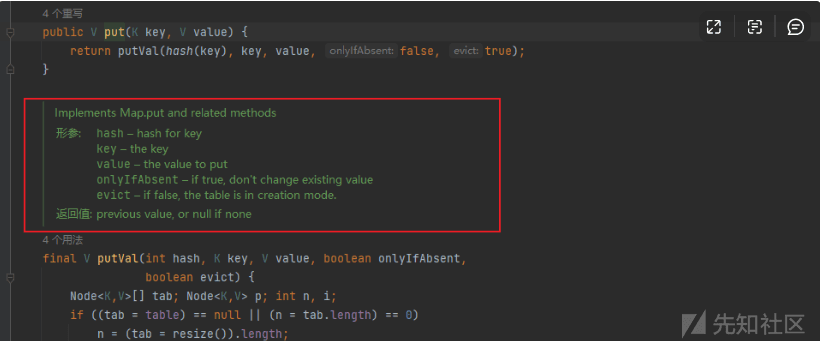 4 个重写
public V put(K key, V value) {
return putVal(hash(key), key, value, onlyIfAbsent: false, evict: true);
}
Implements Map.put and related methods
形参: hash – hash for key
key – the key
value – the value to put
onlyIfAbsent – if true, don't change existing value
evict – if false, the table is in creation mode.
返回值: previous value, or null if none
4 个用法
final V putVal(int hash, K key, V value, boolean onlyIfAbsent,
boolean evict) {
Node<K,V>[] tab; Node<K,V> p; int n, i;
if ((tab = table) == null || (n = tab.length) == 0)
n = (tab = resize()).length;
先知社区